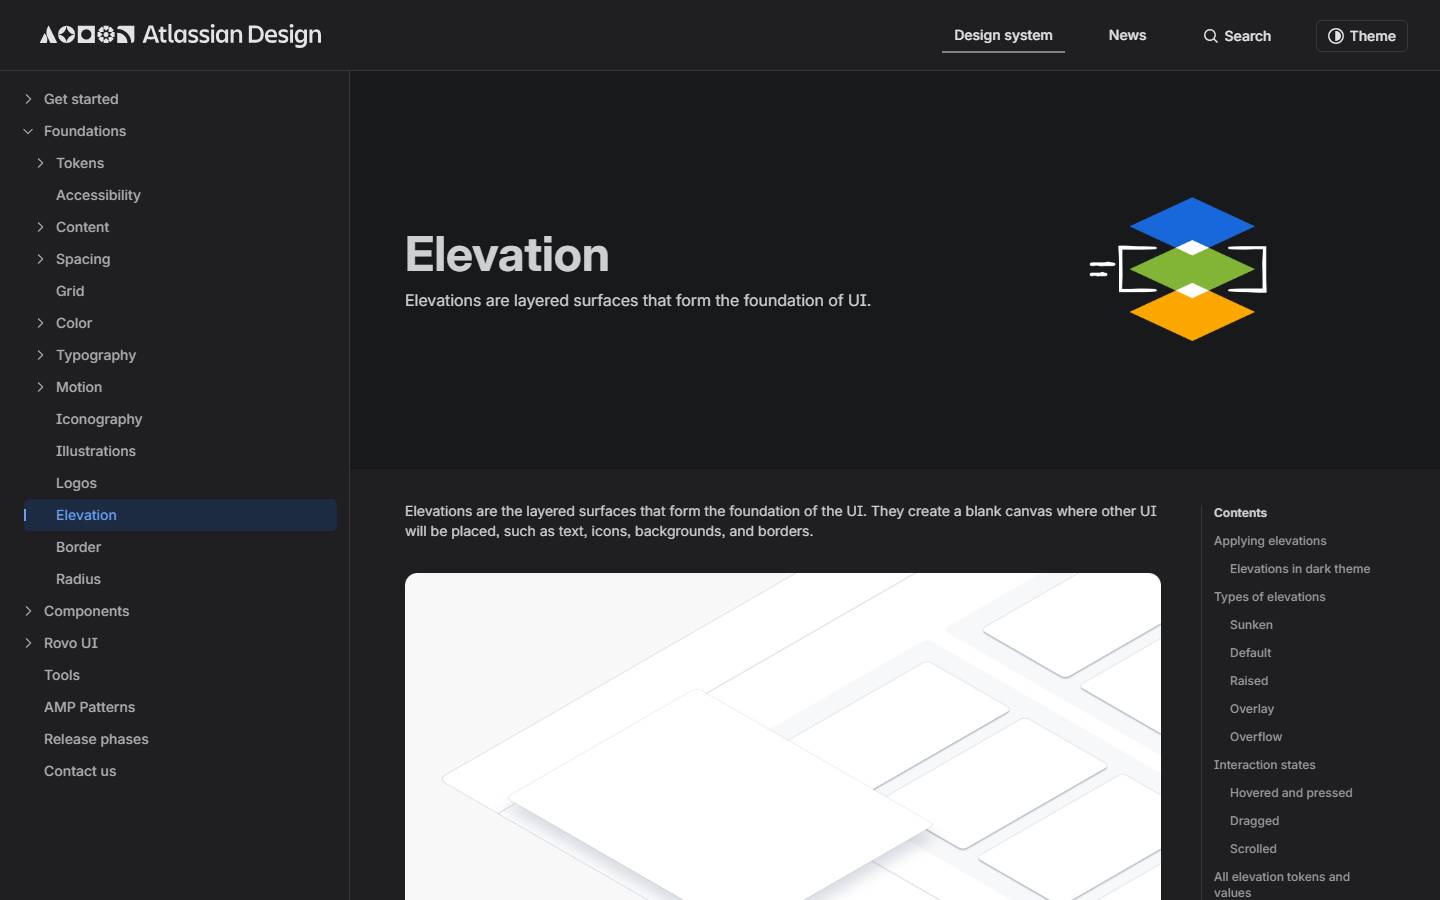 Atlassian Design
Design system
News
Search
Theme
Get started
Foundations
Tokens
Accessibility
Content
Spacing
Grid
Color
Typography
Motion
Iconography
Illustrations
Logos
Elevation
Border
Radius
Components
Rovo UI
Tools
AMP Patterns
Release phases
Contact us
Elevation
Elevations are layered surfaces that form the foundation of UI.
Elevations are the layered surfaces that form the foundation of the UI. They create a blank canvas where other UI
will be placed, such as text, icons, backgrounds, and borders.
Contents
Applying elevations
Elevations in dark theme
Types of elevations
Sunken
Default
Raised
Overlay
Overflow
Interaction states
Hovered and pressed
Dragged
Scrolled
All elevation tokens and
values